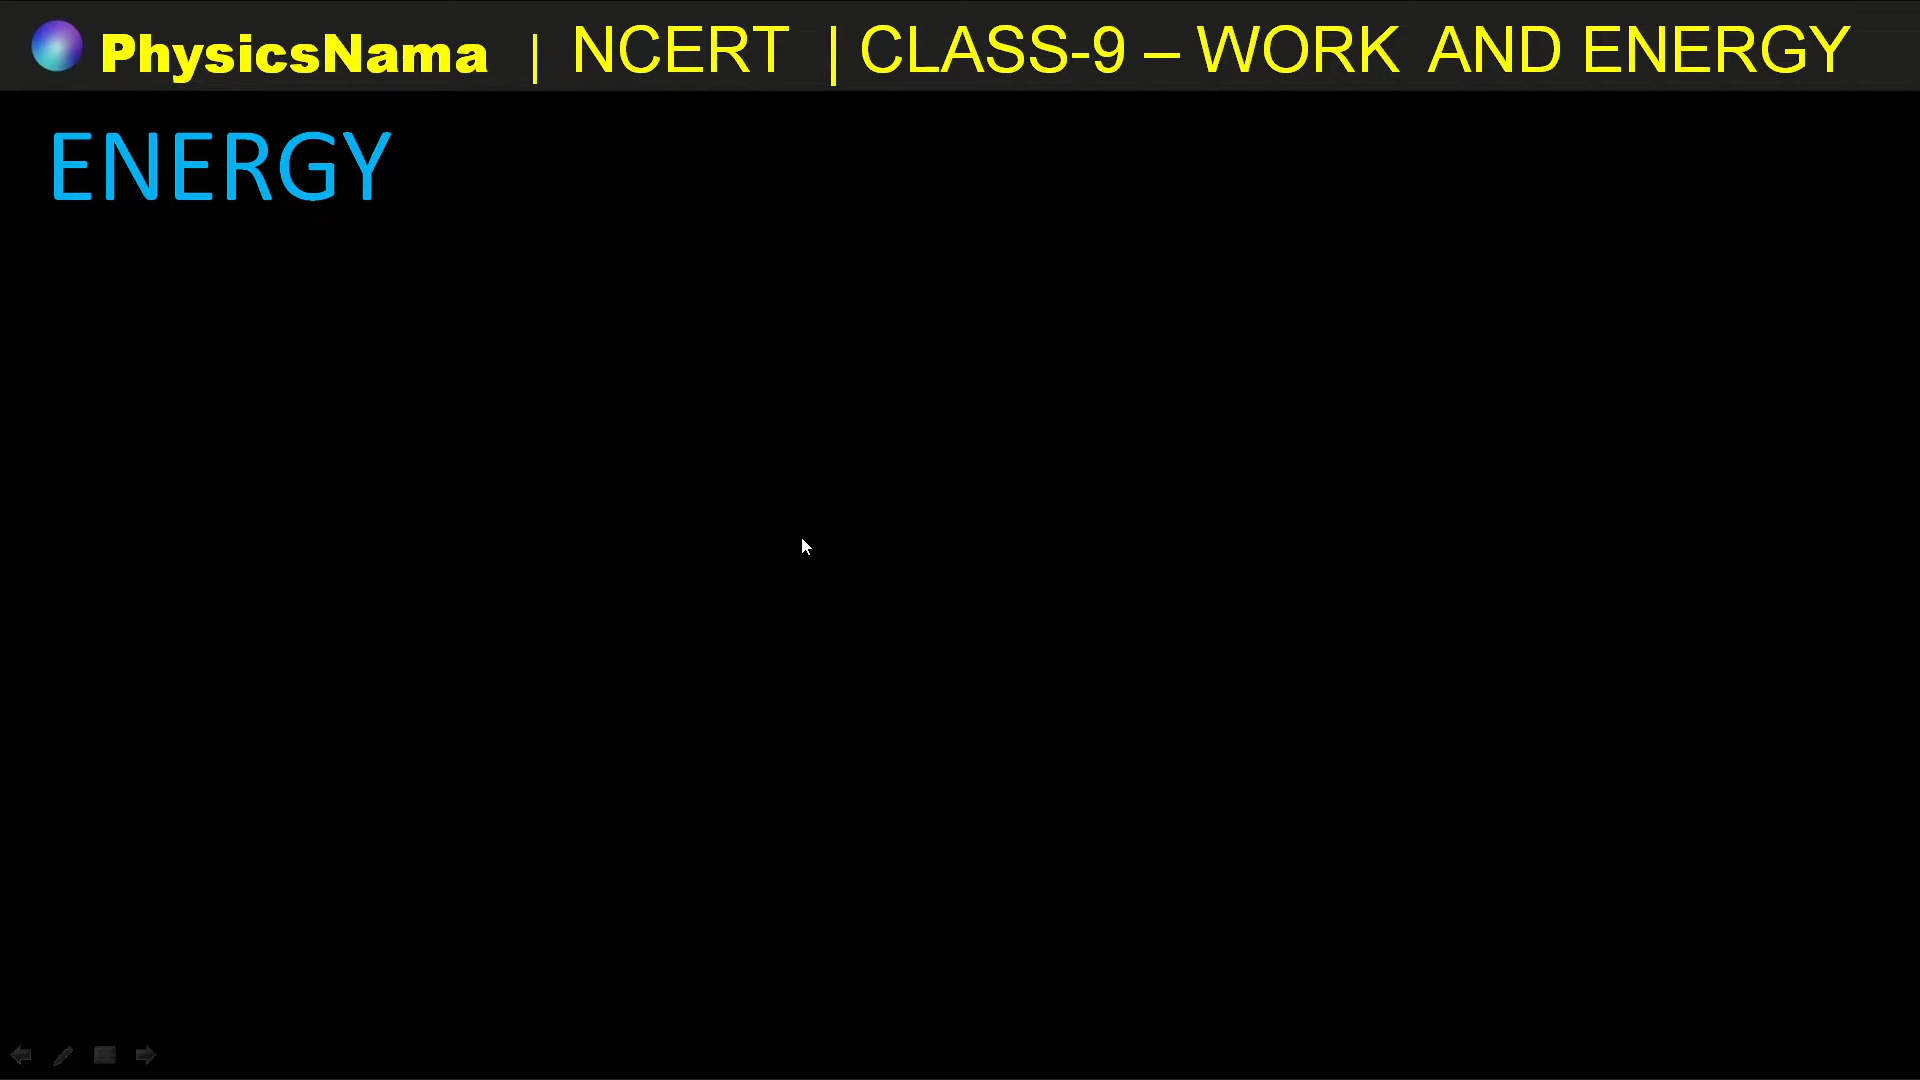 PhysicsNama | NCERT | CLASS-9 – WORK AND ENERGY
ENERGY